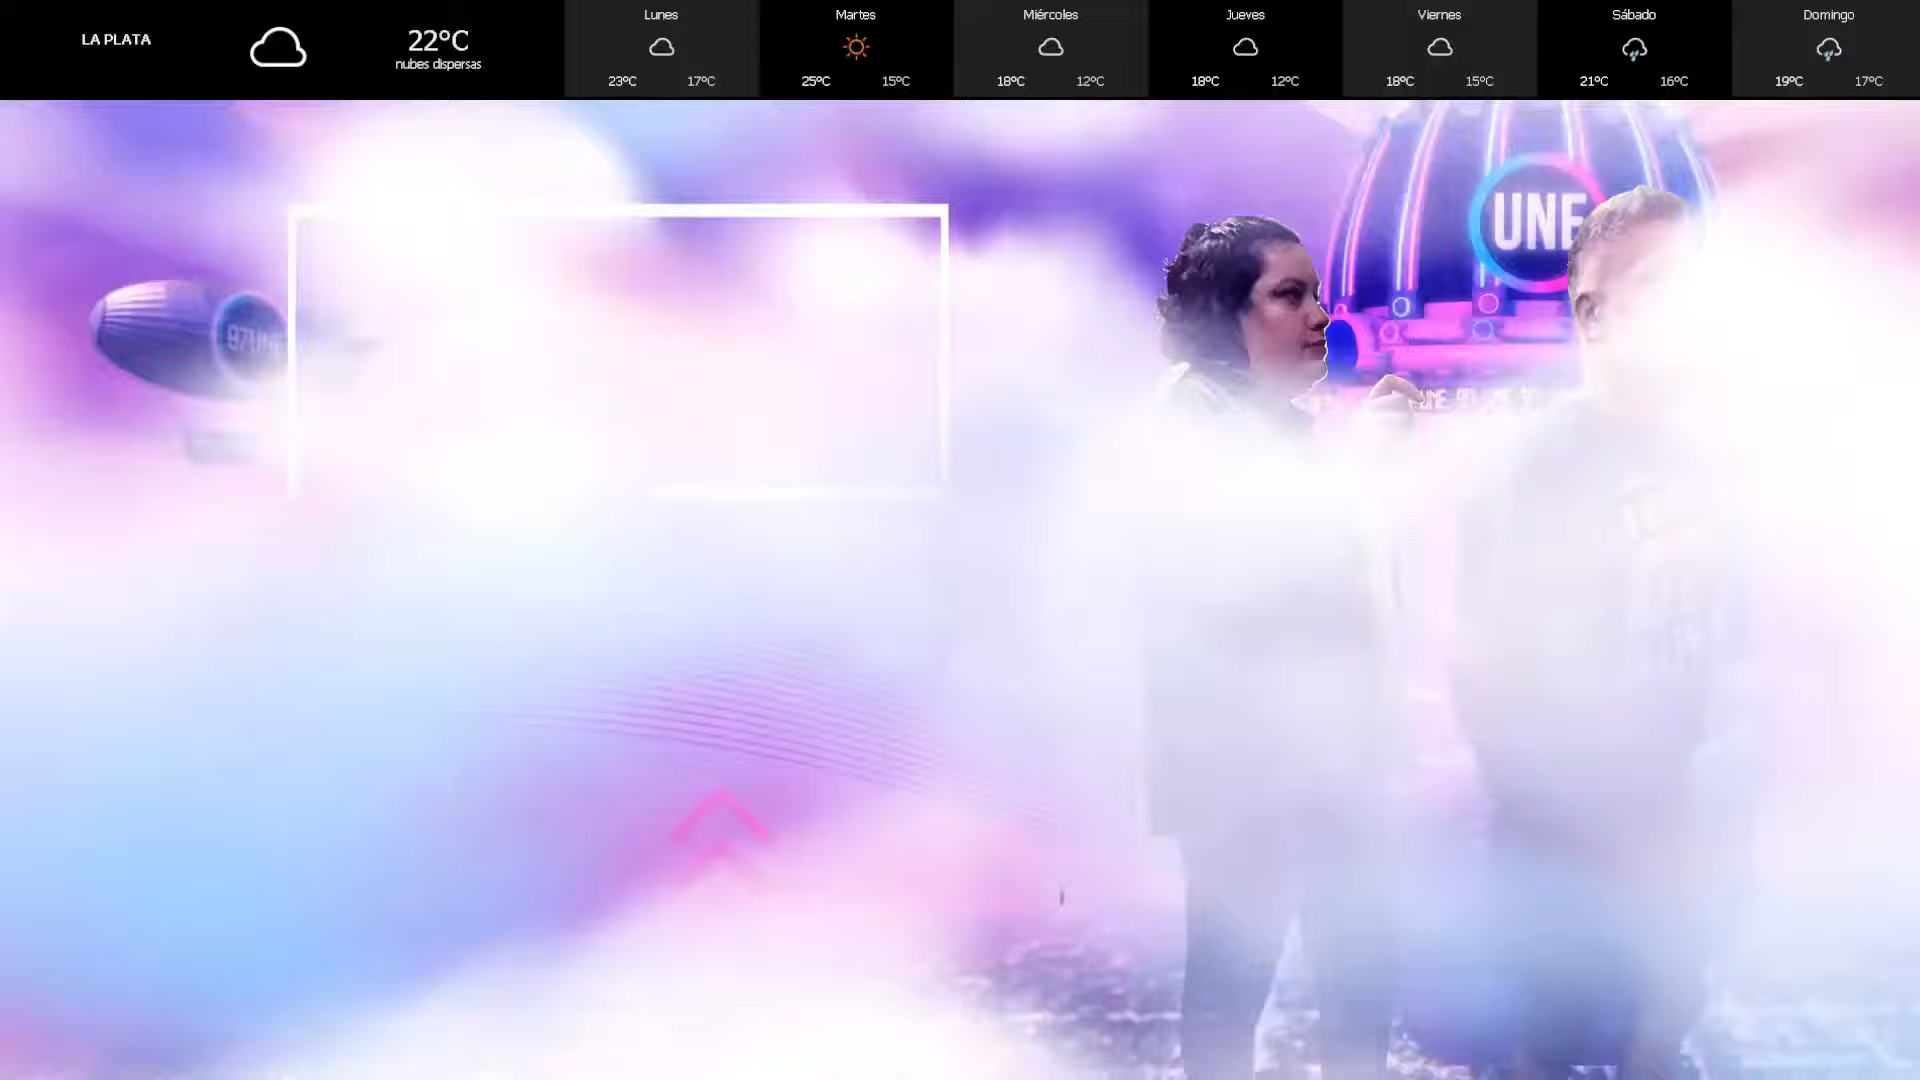 LA PLATA
22°C
nubes dispersas
Lunes
23°C 17°C
Martes
25°C 15°C
Miércoles
18°C 12°C
Jueves
18°C 12°C
Viernes
18°C 15°C
Sábado
21°C 16°C
Domingo
19°C 17°C
UNE
97UNE